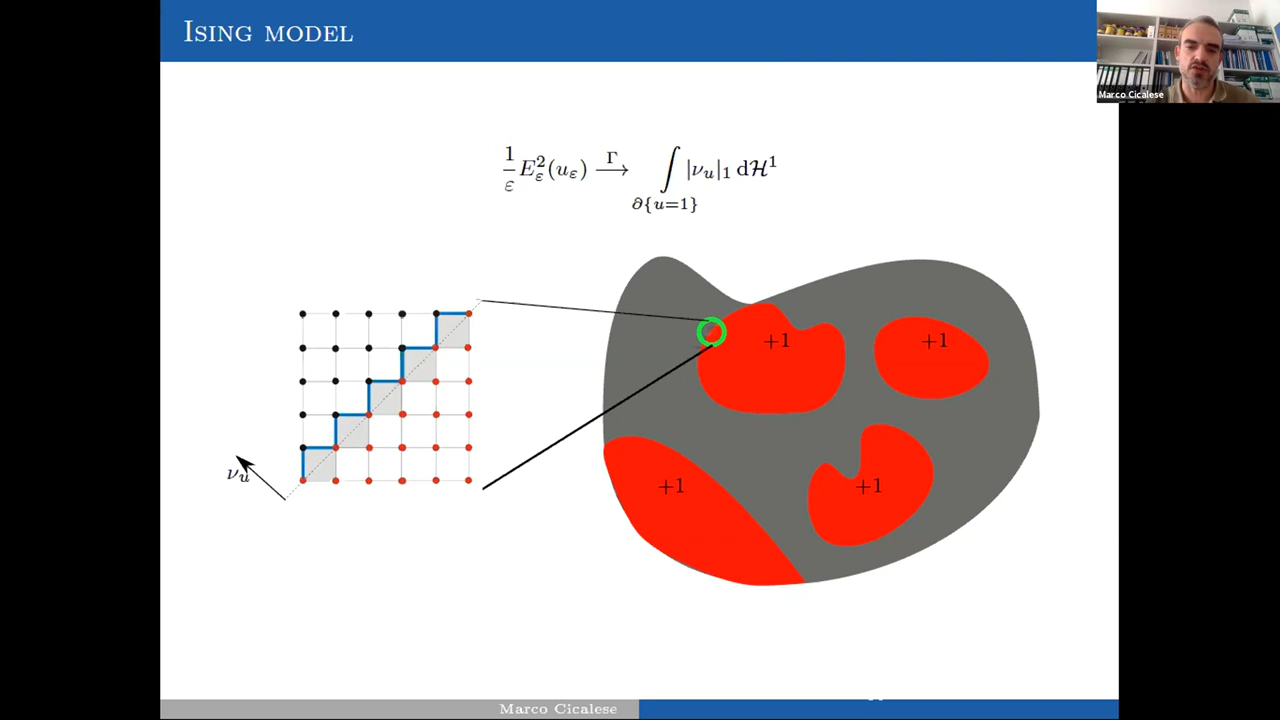 ISING MODEL
Marco Cicalese
1/ε E²_ε(u_ε) —Γ→ ∫_{∂{u=1}} |ν_u|₁ dℋ¹
+1
+1
ν_u
+1
+1
Marco Cicalese